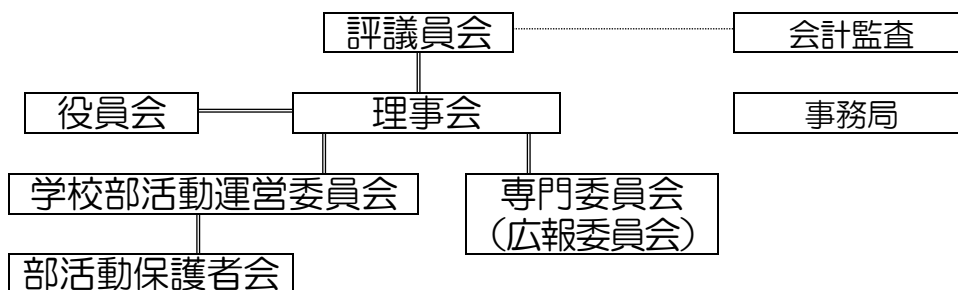 評議員会
会計監査
役員会
理事会
事務局
学校部活動運営委員会
専門委員会
（広報委員会）
部活動保護者会